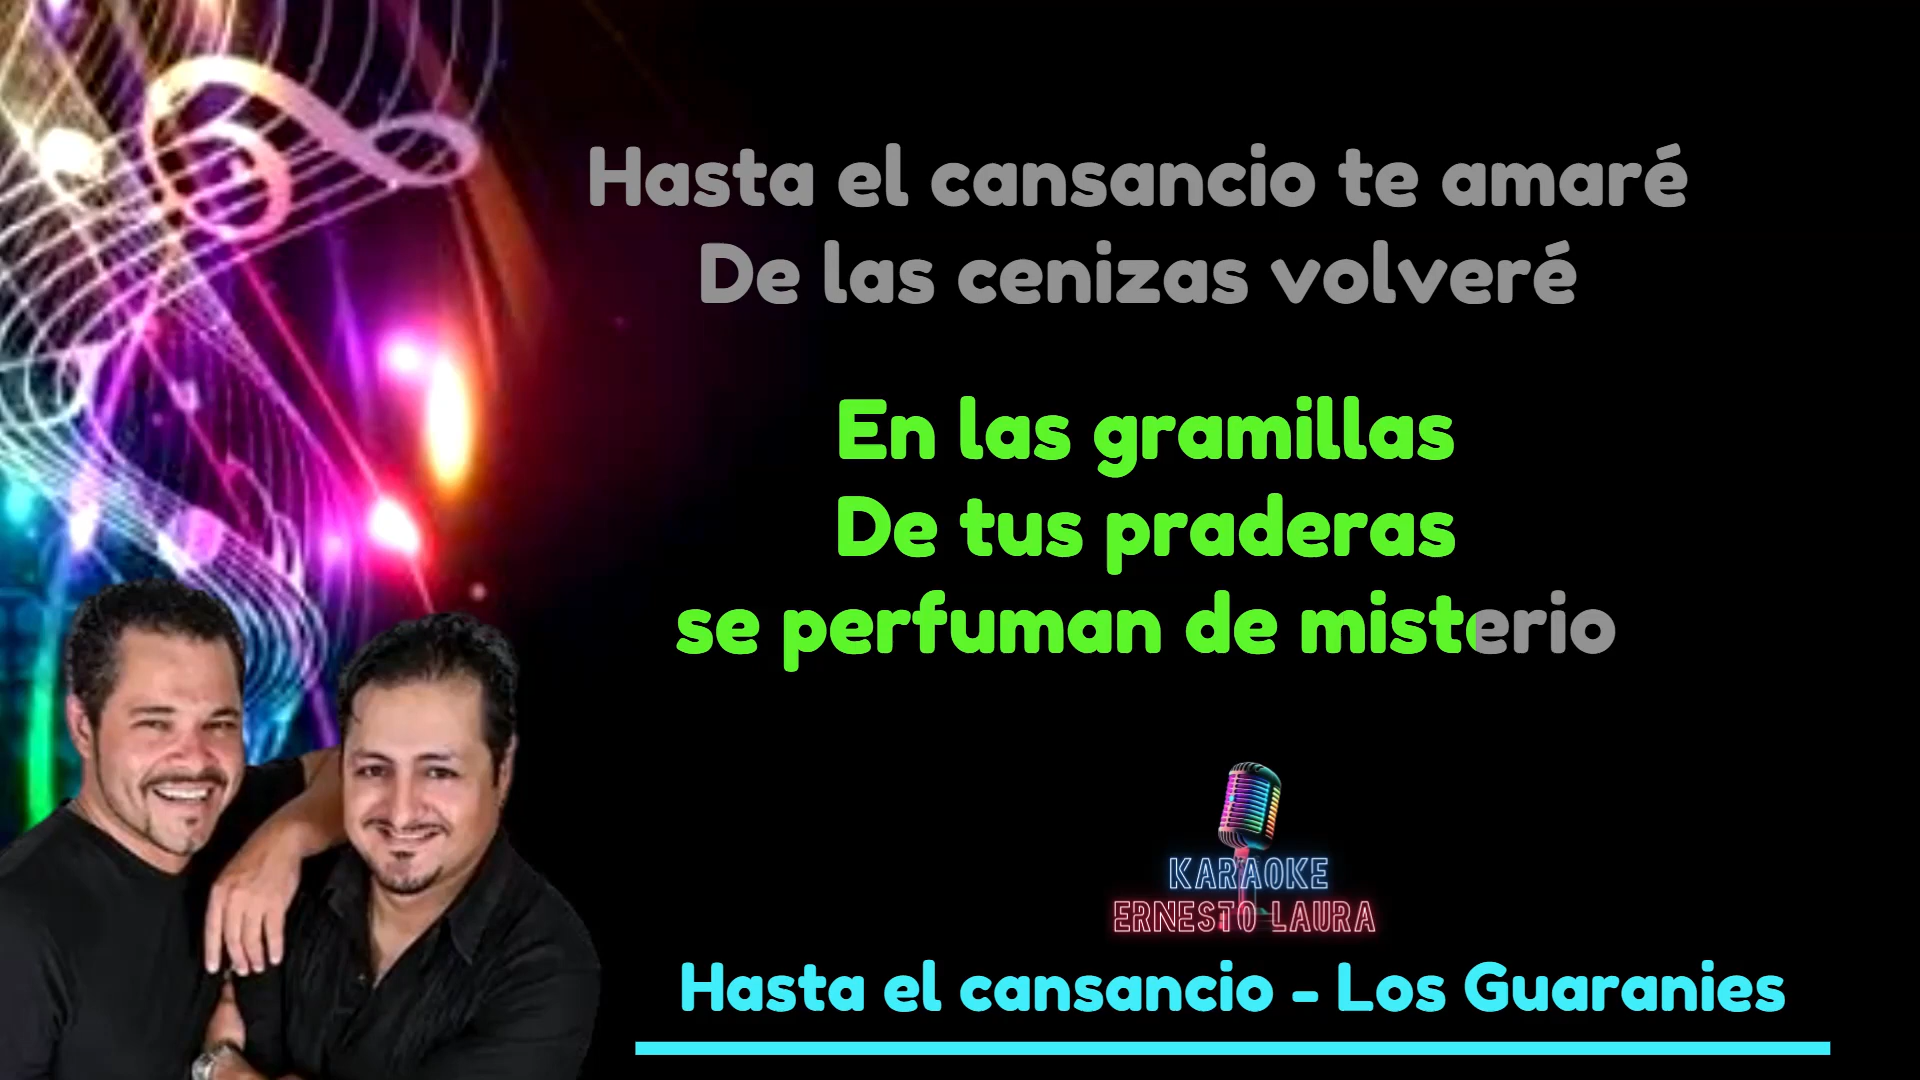 Hasta el cansancio te amaré
De las cenizas volveré
En las gramillas
De tus praderas
se perfuman de misterio
KARAOKE
ERNESTO LAURA
Hasta el cansancio - Los Guaranies